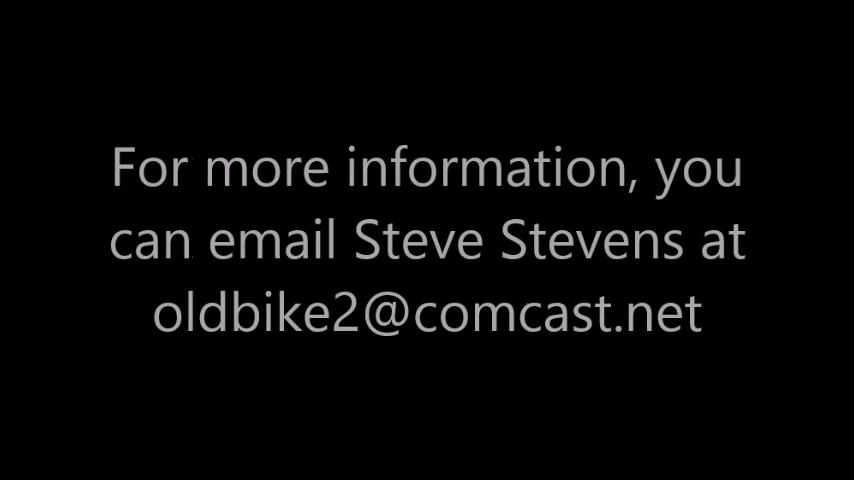 For more information, you
can email Steve Stevens at
oldbike2@comcast.net